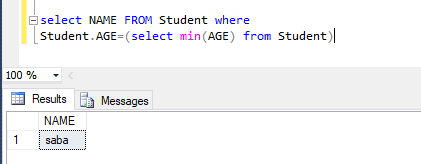 select NAME FROM Student where
Student.AGE=(select min(AGE) from Student)
100 %
Results Messages
NAME
1 saba